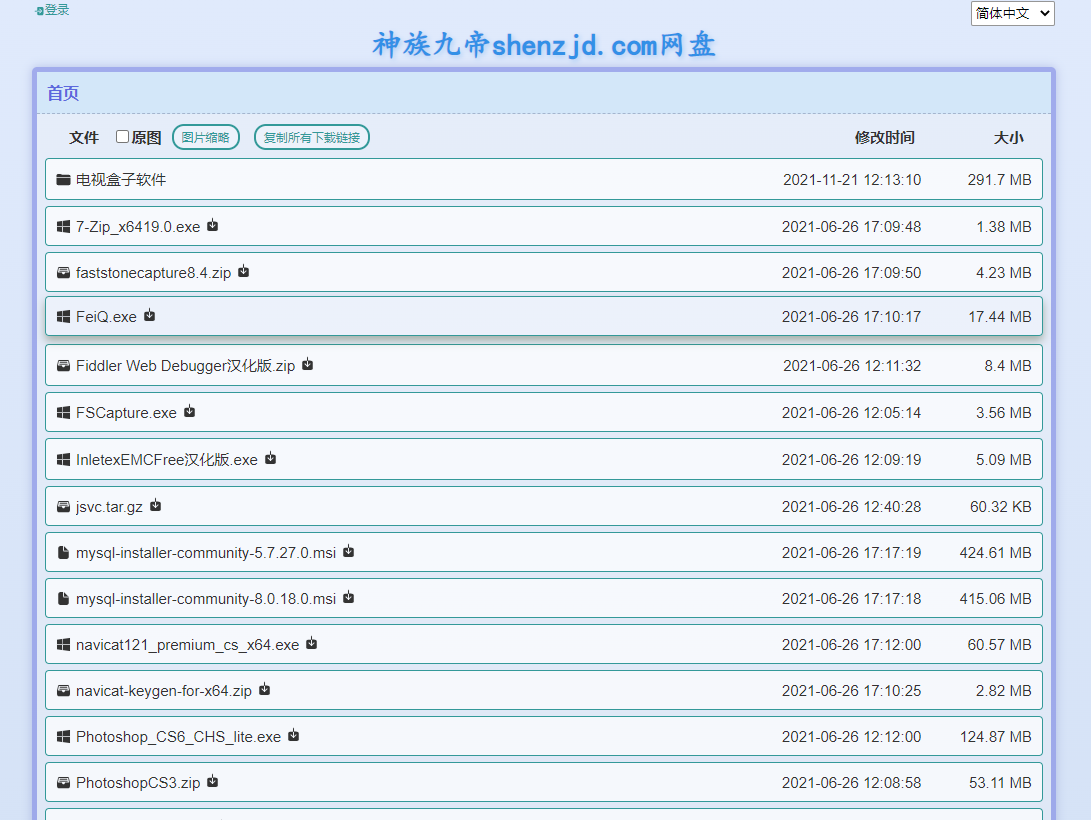 登录
简体中文
神族九帝shenzjd.com网盘
首页
文件 原图 图片缩略 复制所有下载链接 修改时间 大小
电视盒子软件 2021-11-21 12:13:10 291.7 MB
7-Zip_x6419.0.exe 2021-06-26 17:09:48 1.38 MB
faststonecapture8.4.zip 2021-06-26 17:09:50 4.23 MB
FeiQ.exe 2021-06-26 17:10:17 17.44 MB
Fiddler Web Debugger汉化版.zip 2021-06-26 12:11:32 8.4 MB
FSCapture.exe 2021-06-26 12:05:14 3.56 MB
InletexEMCFree汉化版.exe 2021-06-26 12:09:19 5.09 MB
jsvc.tar.gz 2021-06-26 12:40:28 60.32 KB
mysql-installer-community-5.7.27.0.msi 2021-06-26 17:17:19 424.61 MB
mysql-installer-community-8.0.18.0.msi 2021-06-26 17:17:18 415.06 MB
navicat121_premium_cs_x64.exe 2021-06-26 17:12:00 60.57 MB
navicat-keygen-for-x64.zip 2021-06-26 17:10:25 2.82 MB
Photoshop_CS6_CHS_lite.exe 2021-06-26 12:12:00 124.87 MB
PhotoshopCS3.zip 2021-06-26 12:08:58 53.11 MB